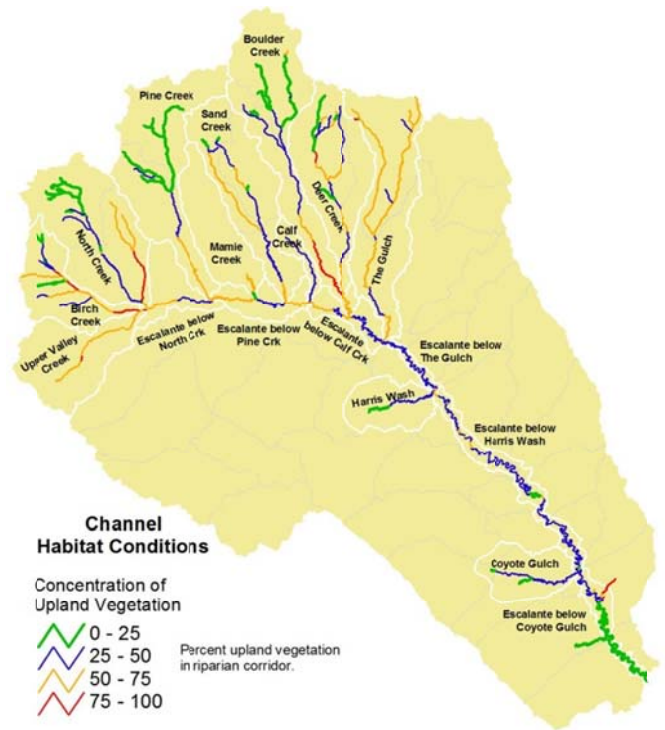 Boulder
Creek
Pine Creek
Sand
Creek
Deer Creek
North Creek
Mamie
Creek
Calf
Creek
The Gulch
Birch
Creek
Upper Valley
Creek
Escalante below
North Crk
Escalante below
Pine Crk
Escalante
below Calf Crk
Escalante below
The Gulch
Harris Wash
Escalante below
Harris Wash
Coyote Gulch
Escalante below
Coyote Gulch
Channel
Habitat Conditions
Concentration of
Upland Vegetation
0 - 25
25 - 50
50 - 75
75 - 100
Percent upland vegetation
in riparian corridor.